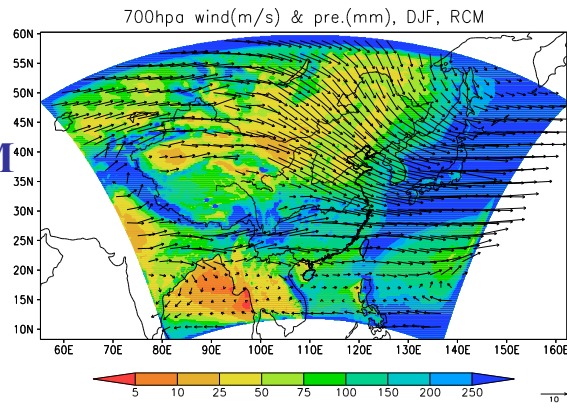 700hpa wind(m/s) & pre.(mm), DJF, RCM
60N
55N
50N
45N
M
40N
35N
30N
25N
20N
15N
10N
60E 70E 80E 90E 100E 110E 120E 130E 140E 150E 160E
5 10 25 50 75 100 150 200 250
10